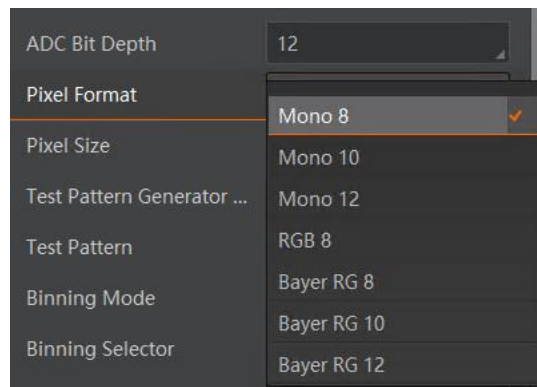 ADC Bit Depth 12
Pixel Format
Mono 8
Pixel Size
Mono 10
Test Pattern Generator ...
Mono 12
Test Pattern
RGB 8
Binning Mode
Bayer RG 8
Bayer RG 10
Binning Selector
Bayer RG 12